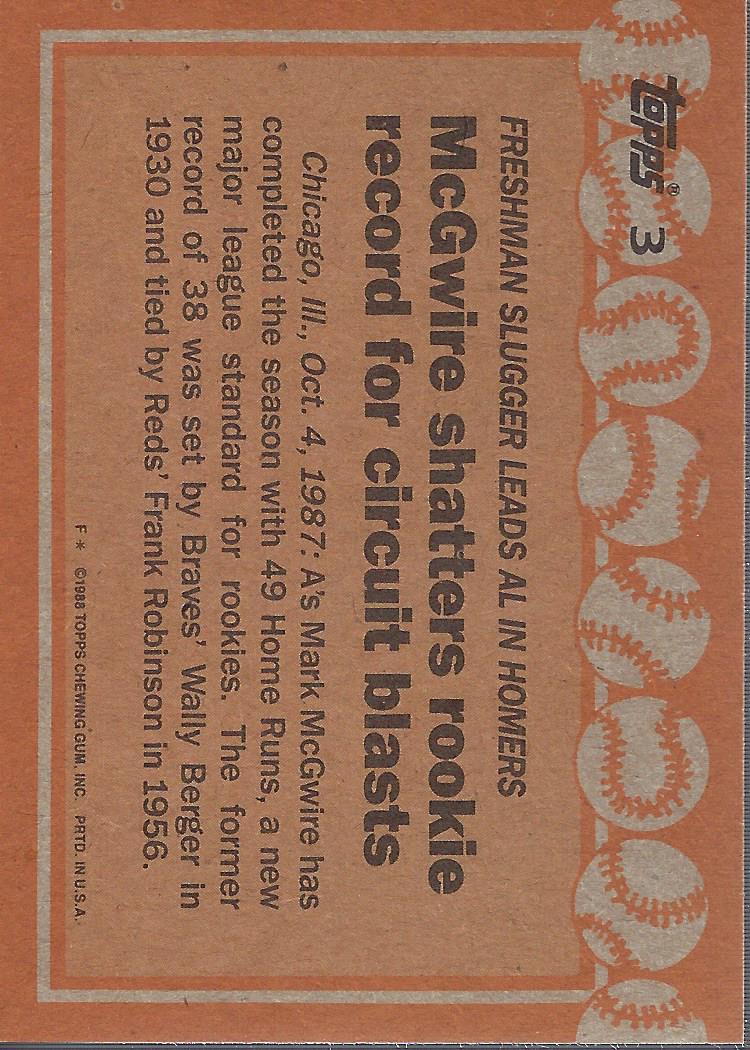 topps® 3
FRESHMAN SLUGGER LEADS AL IN HOMERS
McGwire shatters rookie
record for circuit blasts
Chicago, Ill., Oct. 4, 1987: A's Mark McGwire has
completed the season with 49 Home Runs, a new
major league standard for rookies. The former
record of 38 was set by Braves' Wally Berger in
1930 and tied by Reds' Frank Robinson in 1956.
F * ©1988 TOPPS CHEWING GUM, INC. PRTD. IN U.S.A.